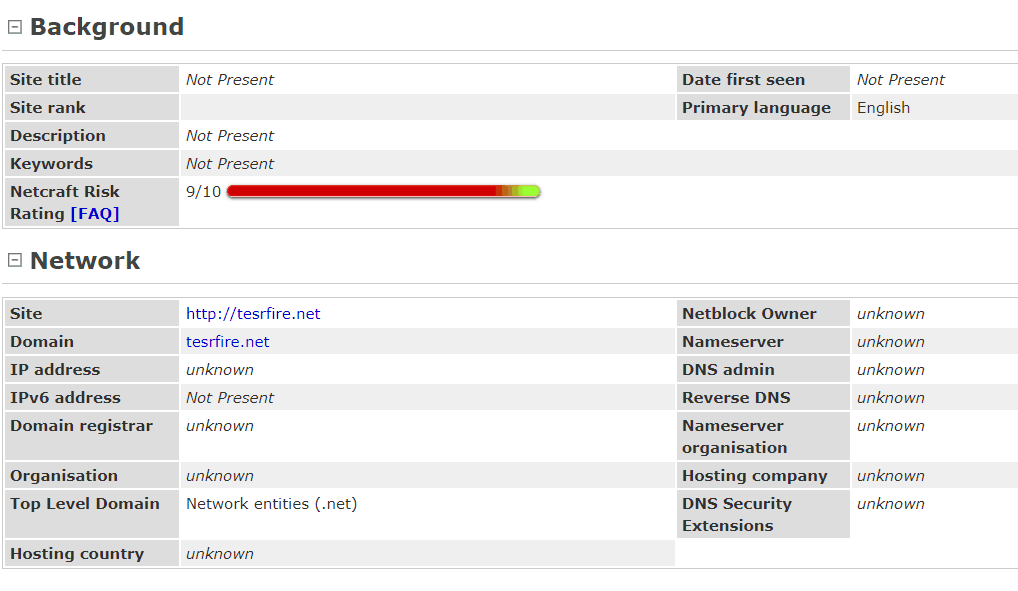 Background
Site title Not Present Date first seen Not Present
Site rank Primary language English
Description Not Present
Keywords Not Present
Netcraft Risk Rating [FAQ] 9/10
Network
Site http://tesrfire.net Netblock Owner unknown
Domain tesrfire.net Nameserver unknown
IP address unknown DNS admin unknown
IPv6 address Not Present Reverse DNS unknown
Domain registrar unknown Nameserver organisation unknown
Organisation unknown Hosting company unknown
Top Level Domain Network entities (.net) DNS Security Extensions unknown
Hosting country unknown